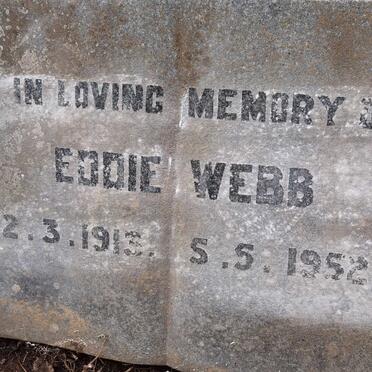 IN LOVING MEMORY
EDDIE WEBB
2.3.1913. 5.5.1952